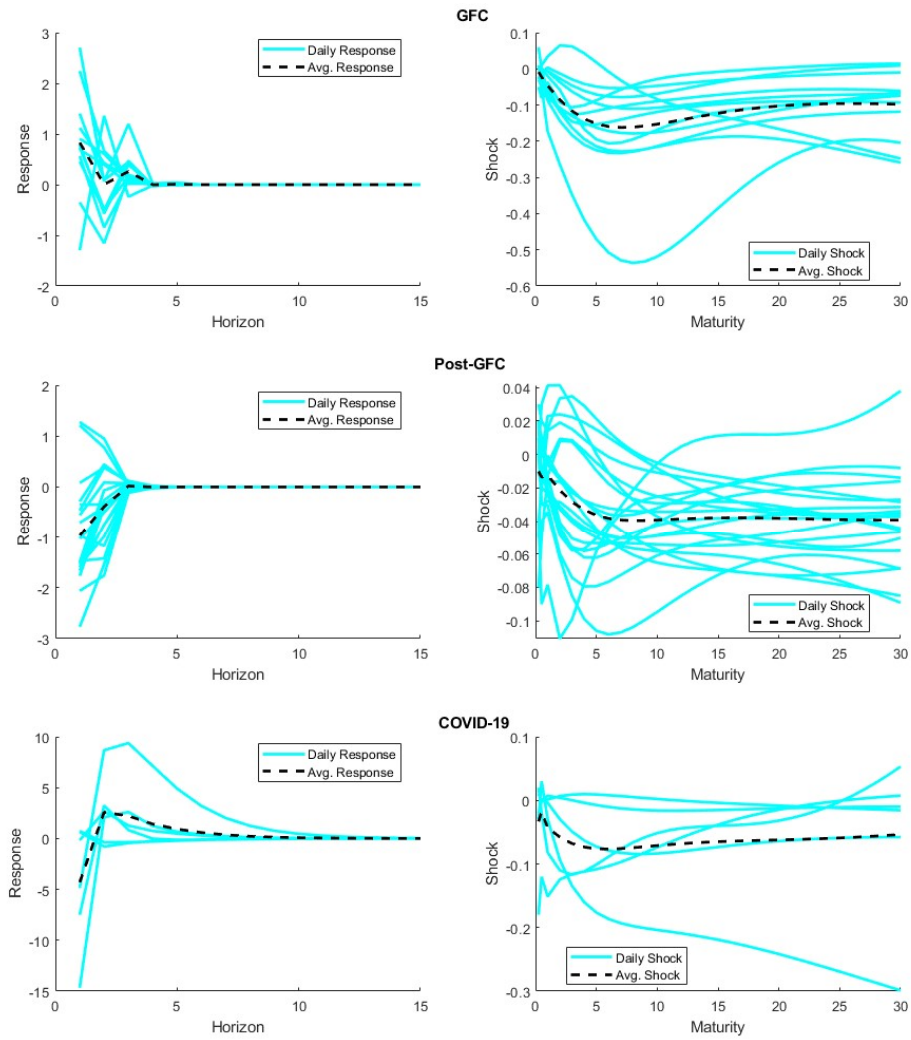 GFC
3
2
1
0
-1
-2
Response
0
5
10
15
Horizon
Daily Response
Avg. Response
0.1
0
-0.1
-0.2
-0.3
-0.4
-0.5
-0.6
Shock
0
5
10
15
20
25
30
Maturity
Daily Shock
Avg. Shock
Post-GFC
2
1
0
-1
-2
-3
Response
0
5
10
15
Horizon
Daily Response
Avg. Response
0.04
0.02
0
-0.02
-0.04
-0.06
-0.08
-0.1
Shock
0
5
10
15
20
25
30
Maturity
Daily Shock
Avg. Shock
COVID-19
10
5
0
-5
-10
-15
Response
0
5
10
15
Horizon
Daily Response
Avg. Response
0.1
0
-0.1
-0.2
-0.3
Shock
0
5
10
15
20
25
30
Maturity
Daily Shock
Avg. Shock